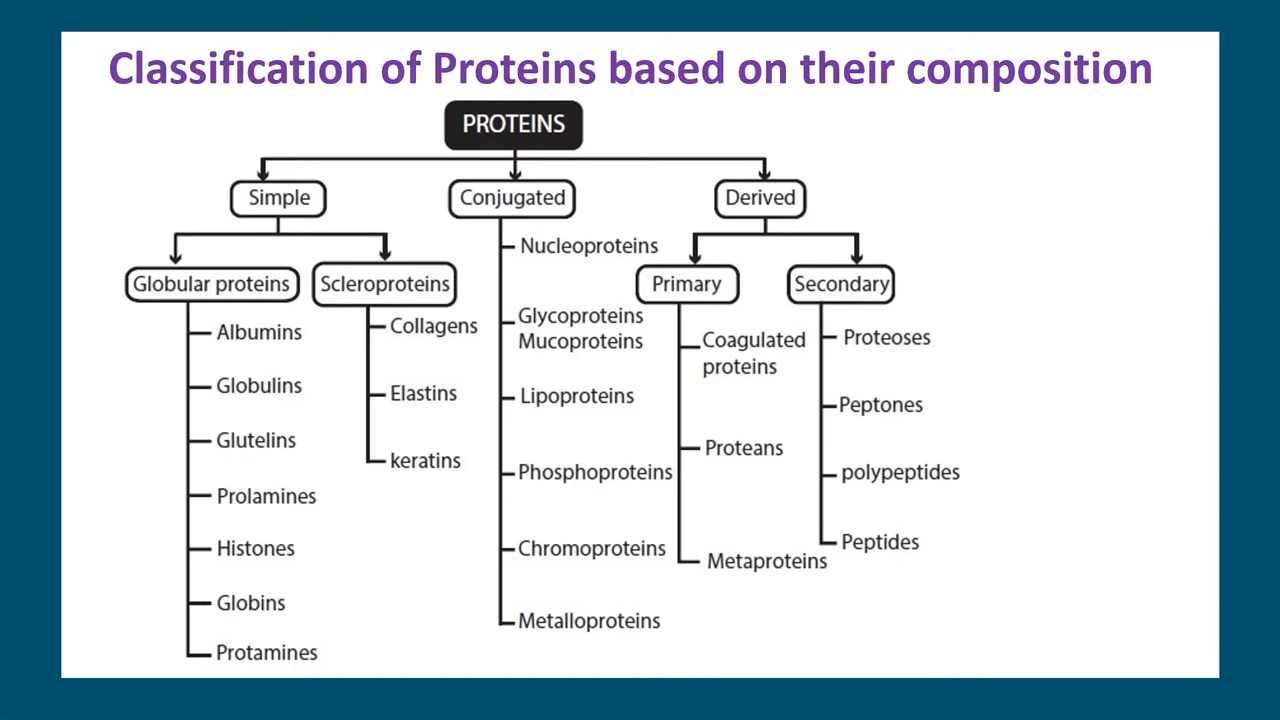 Classification of Proteins based on their composition
PROTEINS
Simple
Conjugated
Derived
Globular proteins
Albumins
Globulins
Glutelins
Prolamines
Histones
Globins
Protamines
Scleroproteins
Collagens
Elastins
keratins
Nucleoproteins
Glycoproteins
Mucoproteins
Lipoproteins
Phosphoproteins
Chromoproteins
Metalloproteins
Primary
Coagulated
proteins
Proteans
Metaproteins
Secondary
Proteoses
Peptones
polypeptides
Peptides